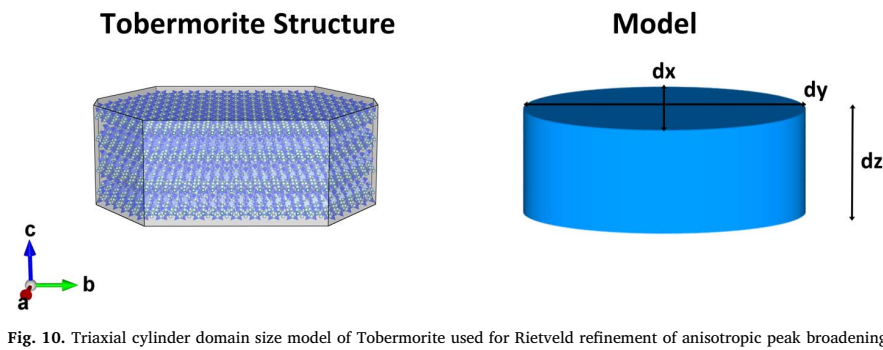 Tobermorite Structure
Model
dx
dy
dz
c
b
a
Fig. 10. Triaxial cylinder domain size model of Tobermorite used for Rietveld refinement of anisotropic peak broadening